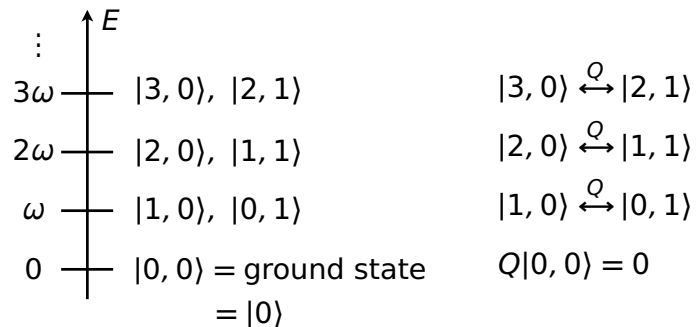 E
⋮
3ω |3, 0⟩, |2, 1⟩ |3, 0⟩ ↔ |2, 1⟩ Q
2ω |2, 0⟩, |1, 1⟩ |2, 0⟩ ↔ |1, 1⟩ Q
ω |1, 0⟩, |0, 1⟩ |1, 0⟩ ↔ |0, 1⟩ Q
0 |0, 0⟩ = ground state Q|0, 0⟩ = 0
= |0⟩